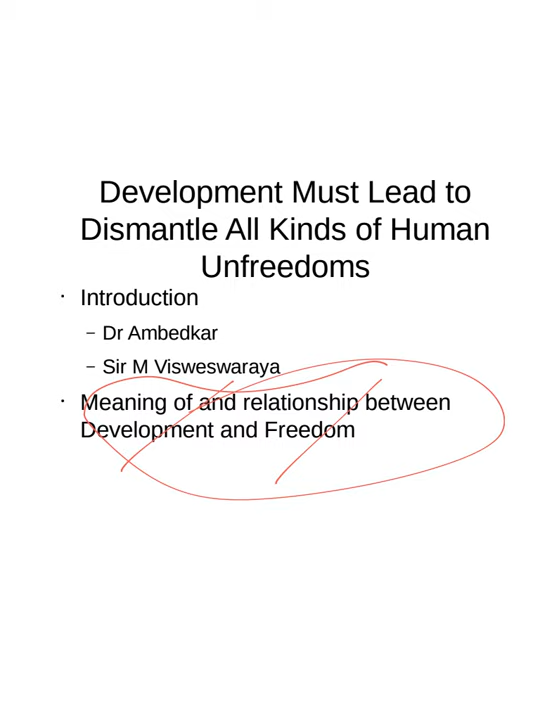 Development Must Lead to
Dismantle All Kinds of Human
Unfreedoms
• Introduction
– Dr Ambedkar
– Sir M Visweswaraya
• Meaning of and relationship between
Development and Freedom